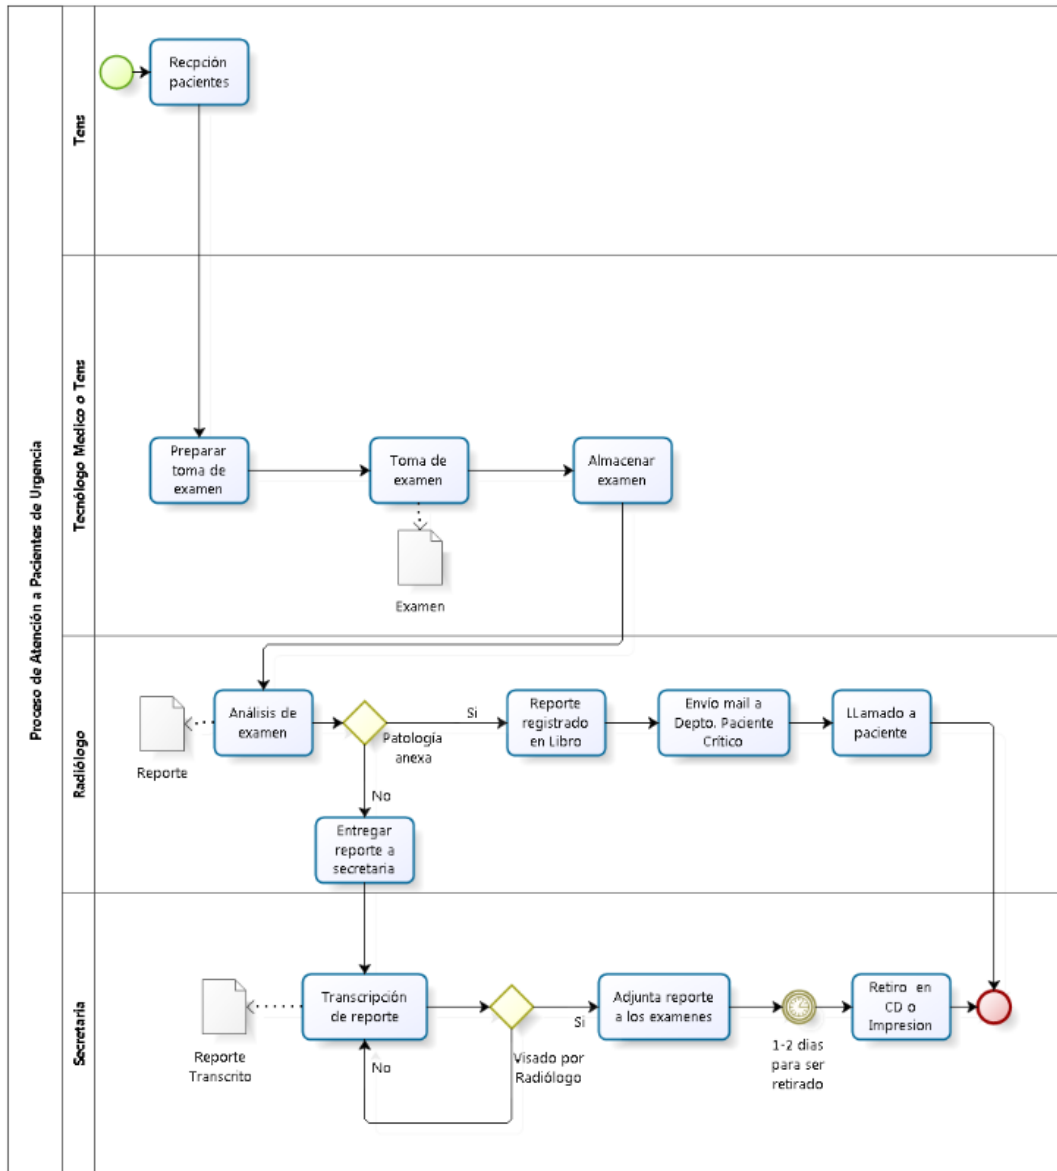 Proceso de Atención a Pacientes de Urgencia
Tens
Recpción
pacientes
Tecnólogo Medico o Tens
Preparar
toma de
examen
Toma de
examen
Almacenar
examen
Examen
Radiólogo
Reporte
Análisis de
examen
Patología
anexa
Si
Reporte
registrado
en Libro
Envío mail a
Depto. Paciente
Crítico
LLamado a
paciente
No
Entregar
reporte a
secretaria
Secretaria
Reporte
Transcrito
Transcripción
de reporte
No
Visado por
Radiólogo
Si
Adjunta reporte
a los examenes
1-2 dias
para ser
retirado
Retiro en
CD o
Impresion